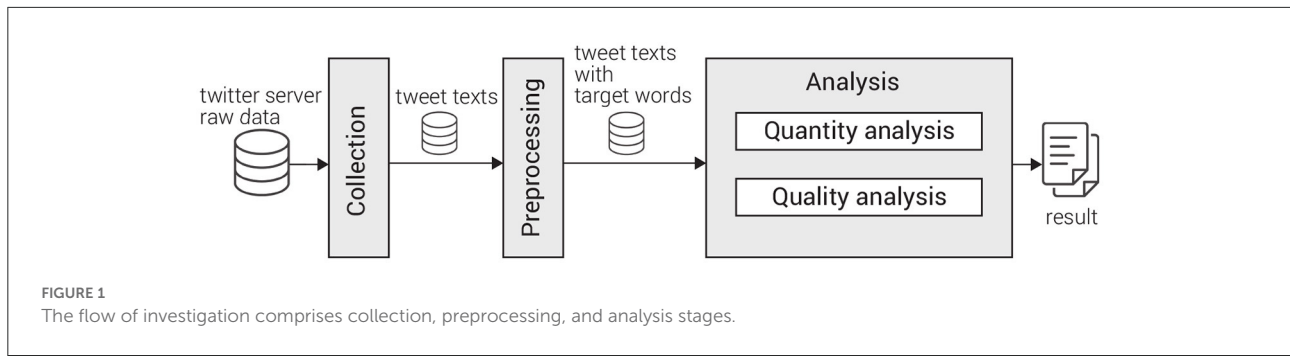 twitter server
raw data
Collection
tweet texts
Preprocessing
tweet texts
with
target words
Analysis
Quantity analysis
Quality analysis
result
FIGURE 1
The flow of investigation comprises collection, preprocessing, and analysis stages.